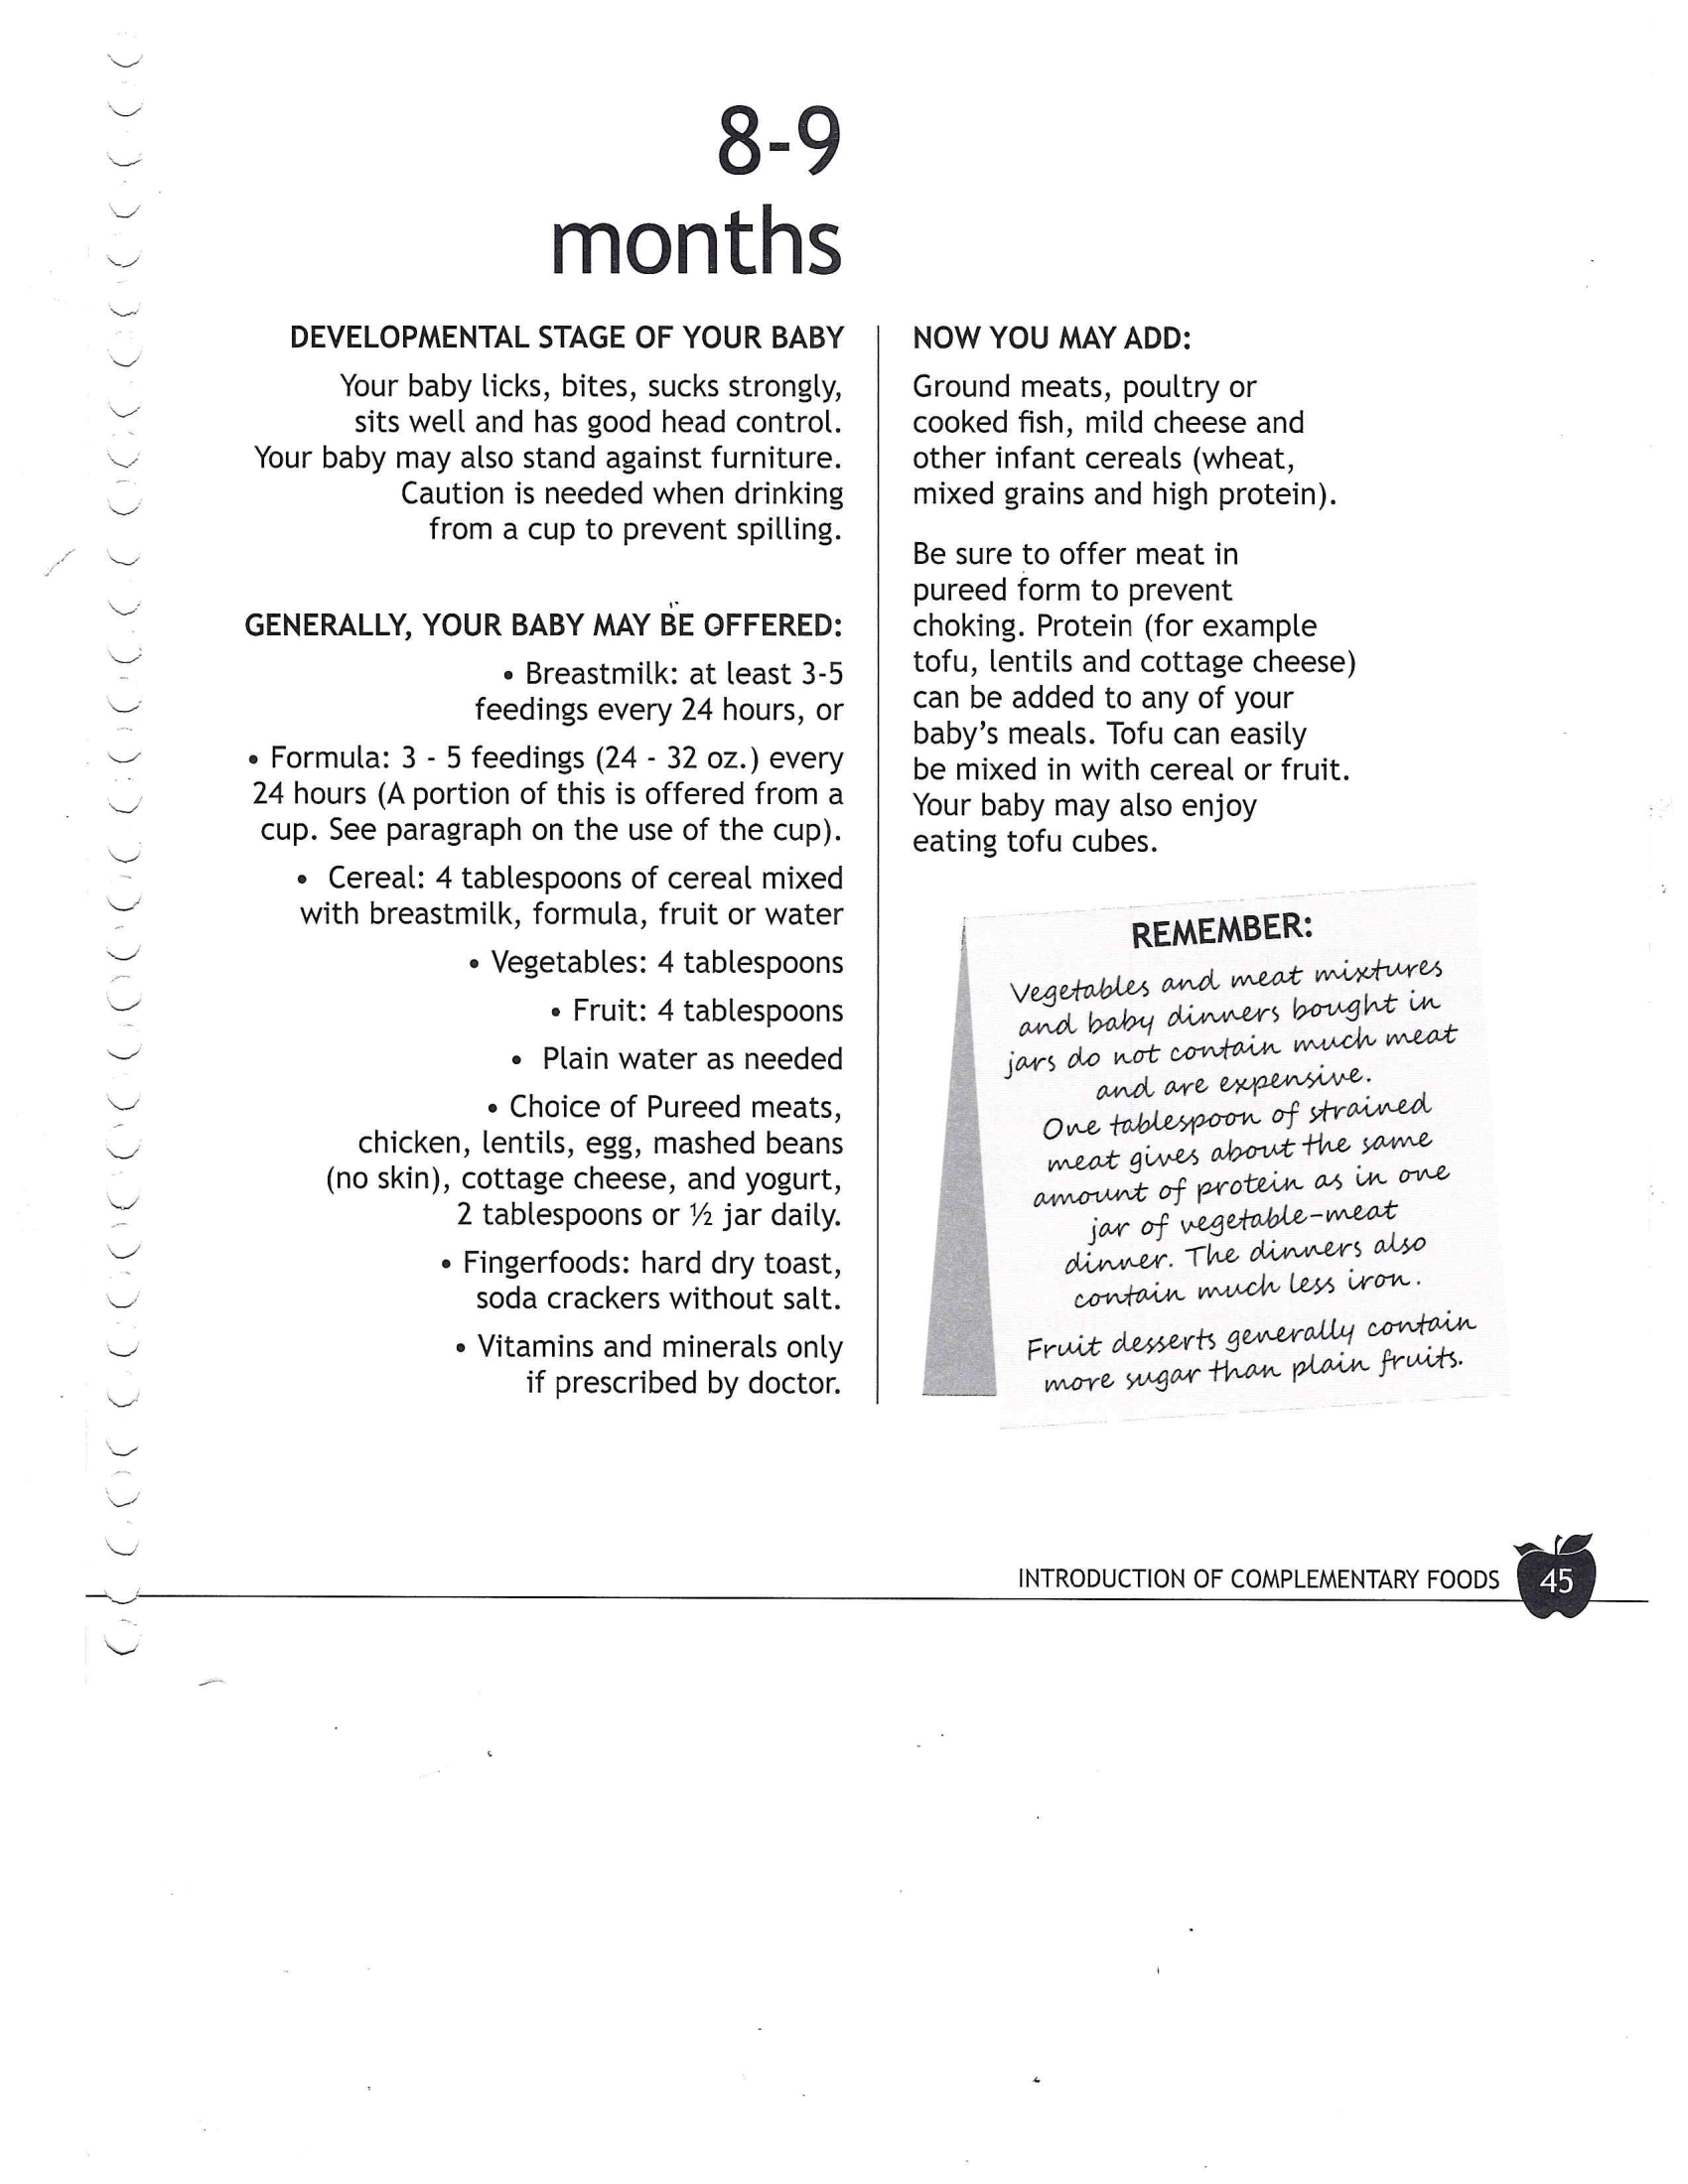 8-9
months
DEVELOPMENTAL STAGE OF YOUR BABY
Your baby licks, bites, sucks strongly,
sits well and has good head control.
Your baby may also stand against furniture.
Caution is needed when drinking
from a cup to prevent spilling.
GENERALLY, YOUR BABY MAY BE OFFERED:
• Breastmilk: at least 3-5
feedings every 24 hours, or
• Formula: 3 - 5 feedings (24 - 32 oz.) every
24 hours (A portion of this is offered from a
cup. See paragraph on the use of the cup).
• Cereal: 4 tablespoons of cereal mixed
with breastmilk, formula, fruit or water
• Vegetables: 4 tablespoons
• Fruit: 4 tablespoons
• Plain water as needed
• Choice of Pureed meats,
chicken, lentils, egg, mashed beans
(no skin), cottage cheese, and yogurt,
2 tablespoons or ½ jar daily.
• Fingerfoods: hard dry toast,
soda crackers without salt.
• Vitamins and minerals only
if prescribed by doctor.
NOW YOU MAY ADD:
Ground meats, poultry or
cooked fish, mild cheese and
other infant cereals (wheat,
mixed grains and high protein).
Be sure to offer meat in
pureed form to prevent
choking. Protein (for example
tofu, lentils and cottage cheese)
can be added to any of your
baby's meals. Tofu can easily
be mixed in with cereal or fruit.
Your baby may also enjoy
eating tofu cubes.
REMEMBER:
Vegetables and meat mixtures
and baby dinners bought in
jars do not contain much meat
and are expensive.
One tablespoon of strained
meat gives about the same
amount of protein as in one
jar of vegetable-meat
dinner. The dinners also
contain much less iron.
Fruit desserts generally contain
more sugar than plain fruits.
INTRODUCTION OF COMPLEMENTARY FOODS 45